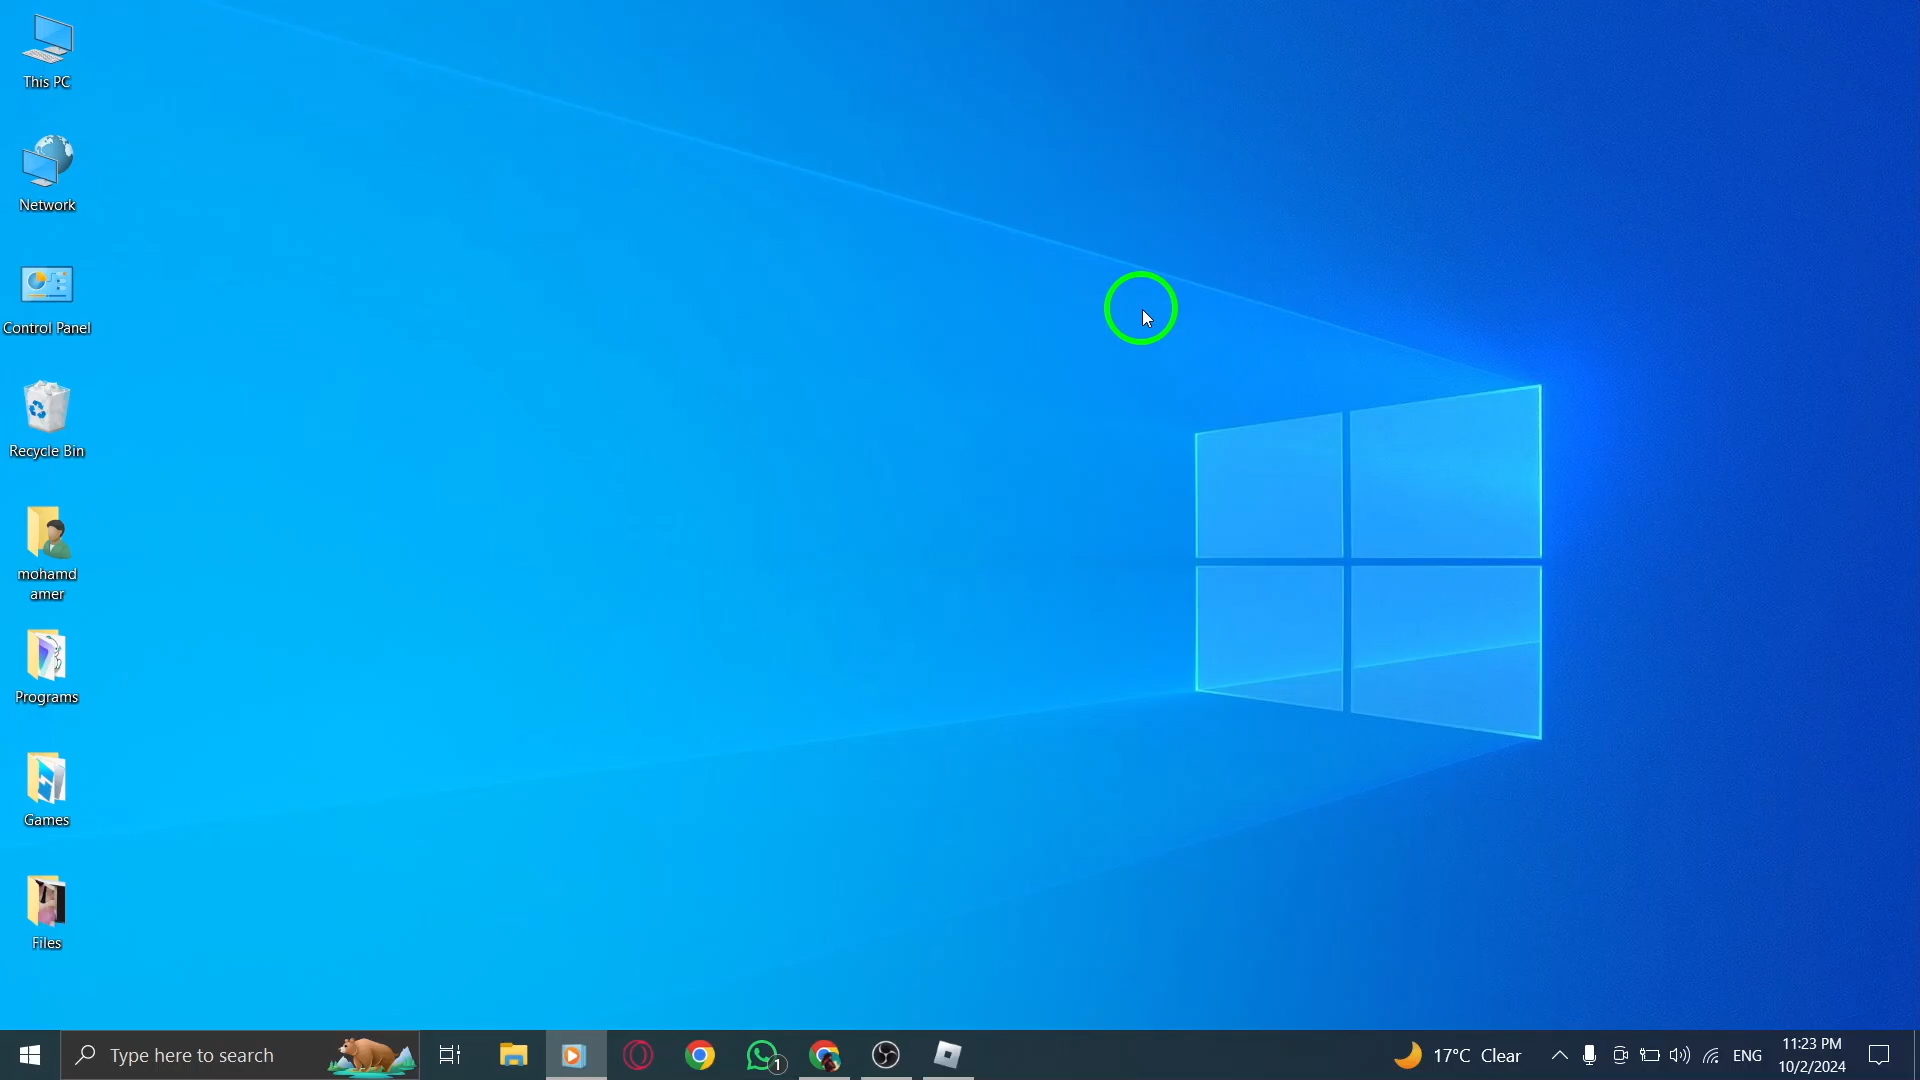 This PC
Network
Control Panel
Recycle Bin
mohamd
amer
Programs
Games
Files
Type here to search
1
17°C Clear
ENG
11:23 PM
10/2/2024